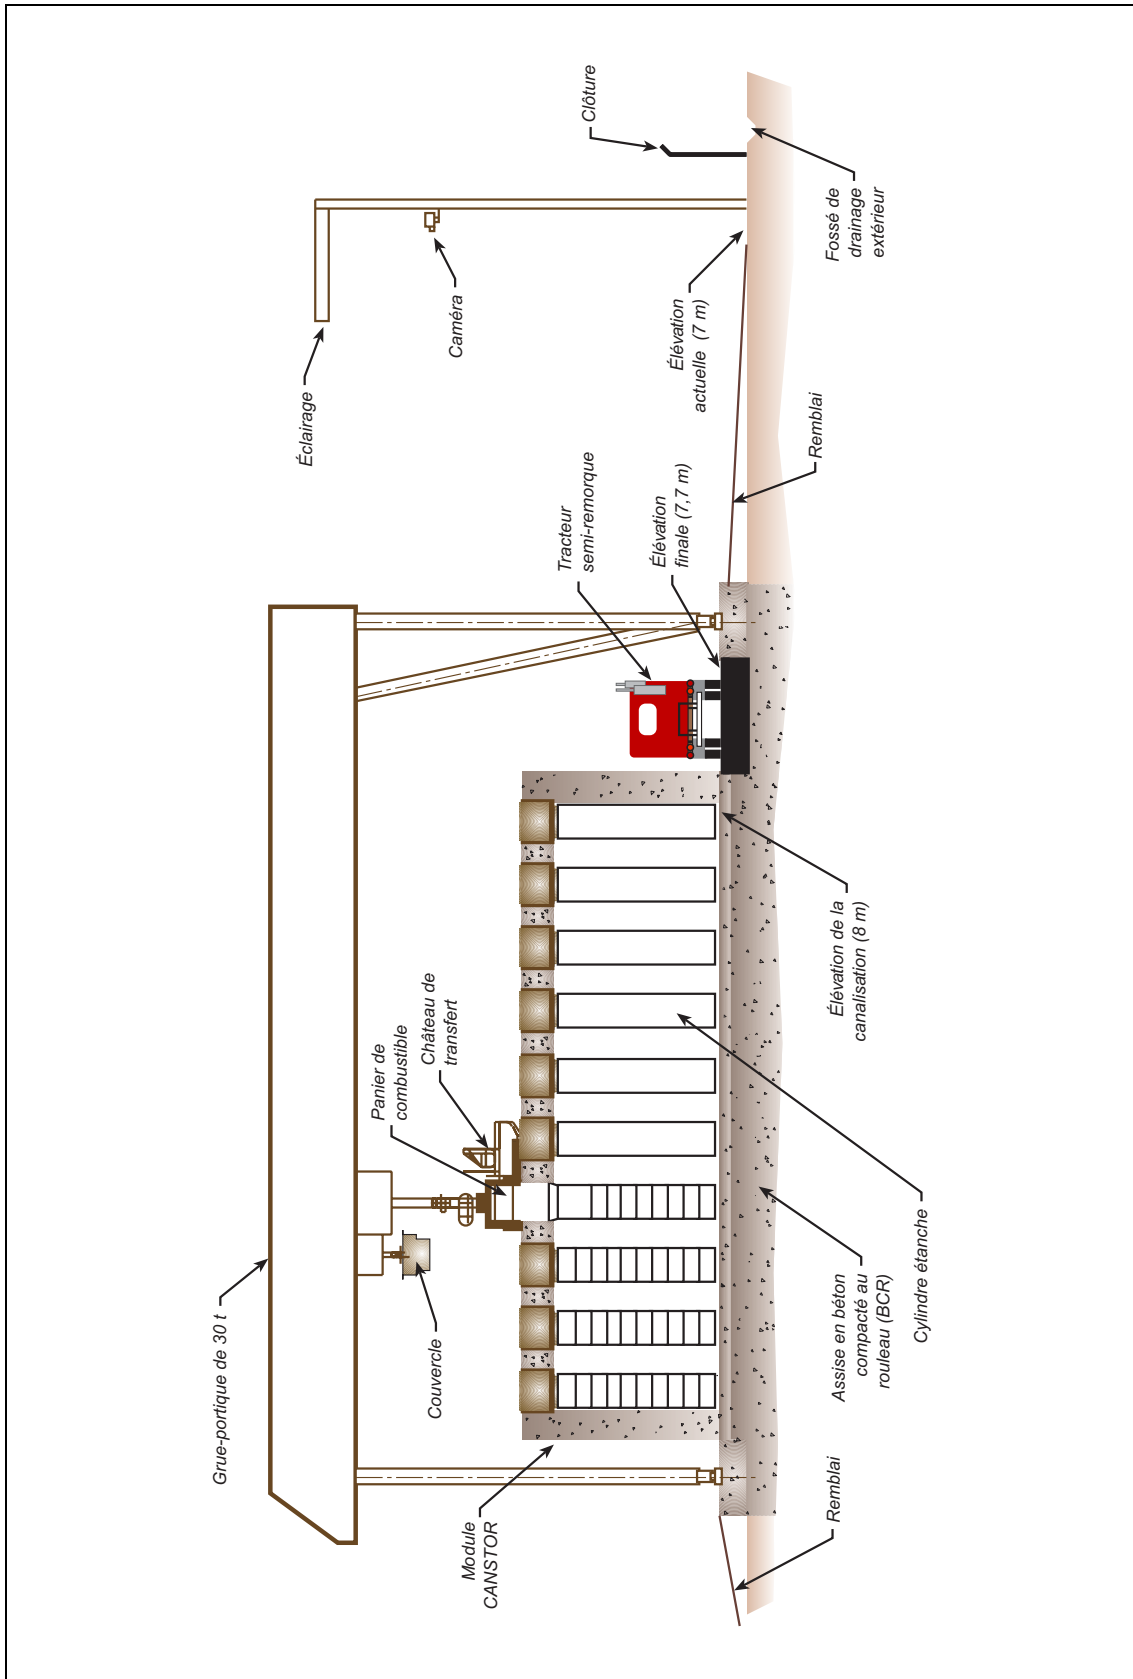 Grue-portique de 30 t
Éclairage
Clôture
Caméra
Panier de
combustible
Château de
transfert
Couvercle
Tracteur
semi-remorque
Élévation
finale (7,7 m)
Élévation
actuelle (7 m)
Module
CANSTOR
Remblai
Fossé de
drainage
extérieur
Remblai
Assise en béton
compacté au
rouleau (BCR)
Cylindre étanche
Élévation de la
canalisation (8 m)